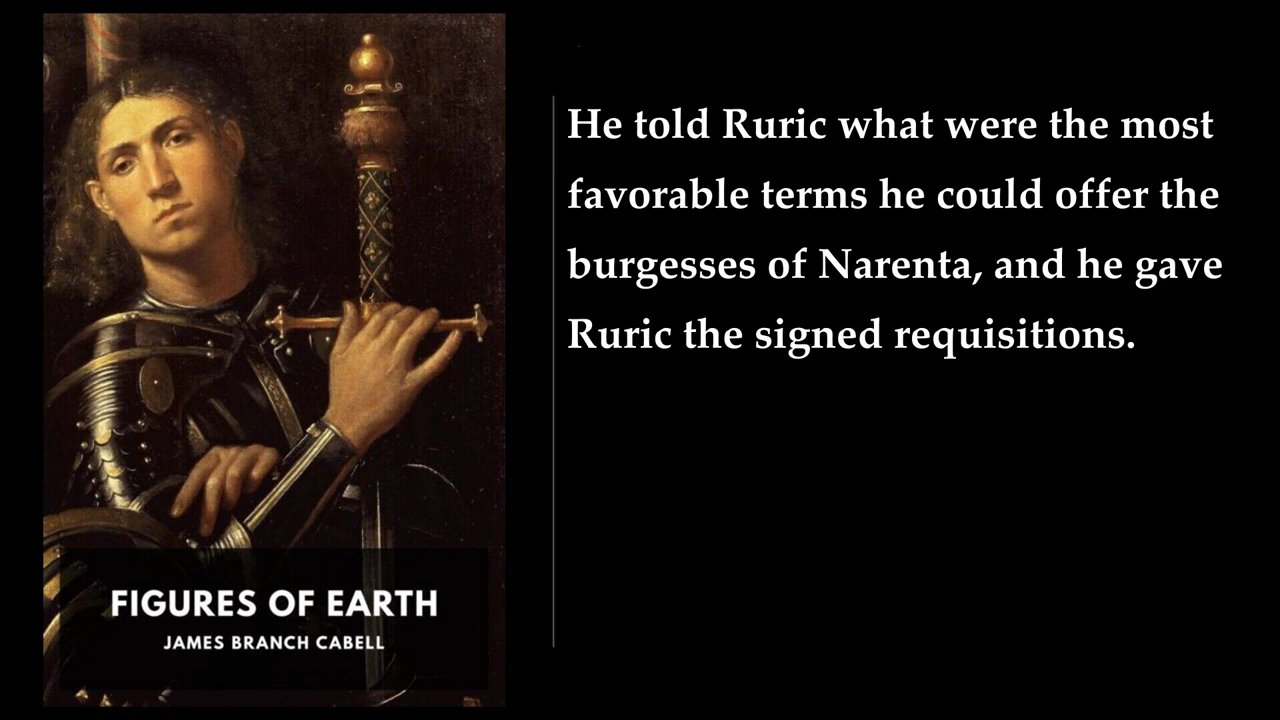 He told Ruric what were the most
favorable terms he could offer the
burgesses of Narenta, and he gave
Ruric the signed requisitions.
FIGURES OF EARTH
JAMES BRANCH CABELL